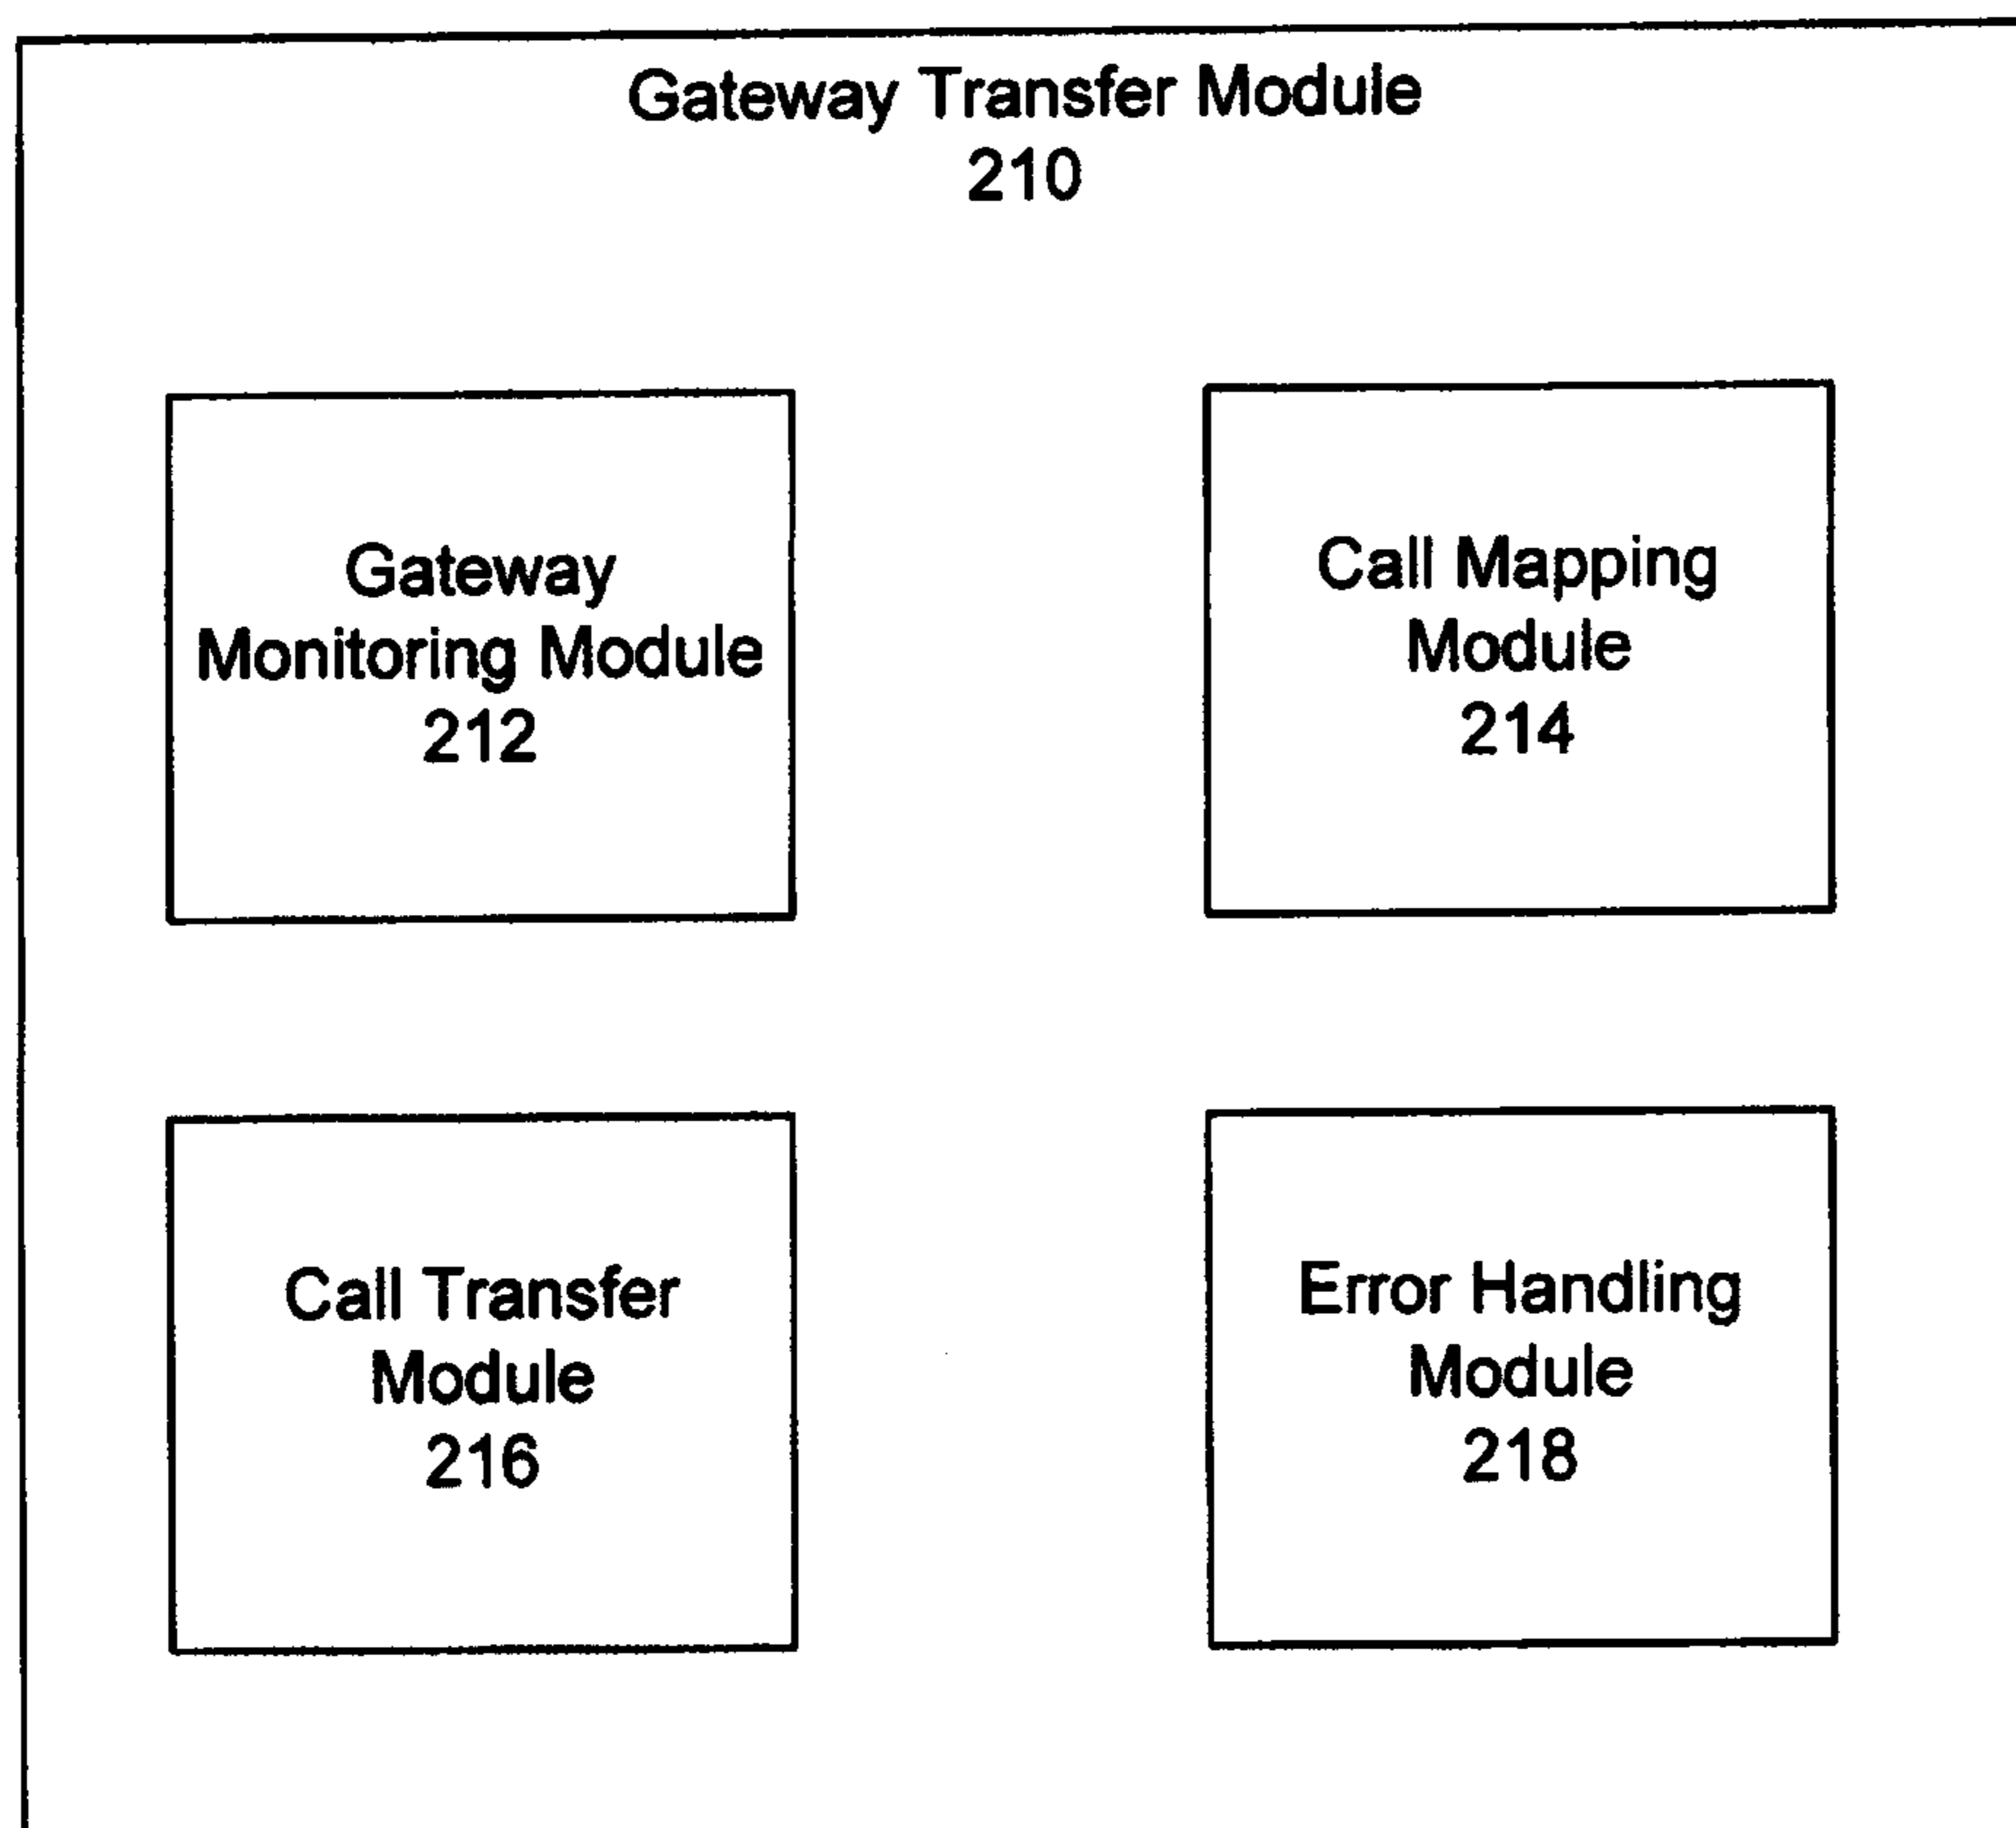 Gateway Transfer Module
210
Gateway
Monitoring Module
212
Call Mapping
Module
214
Call Transfer
Module
216
Error Handling
Module
218